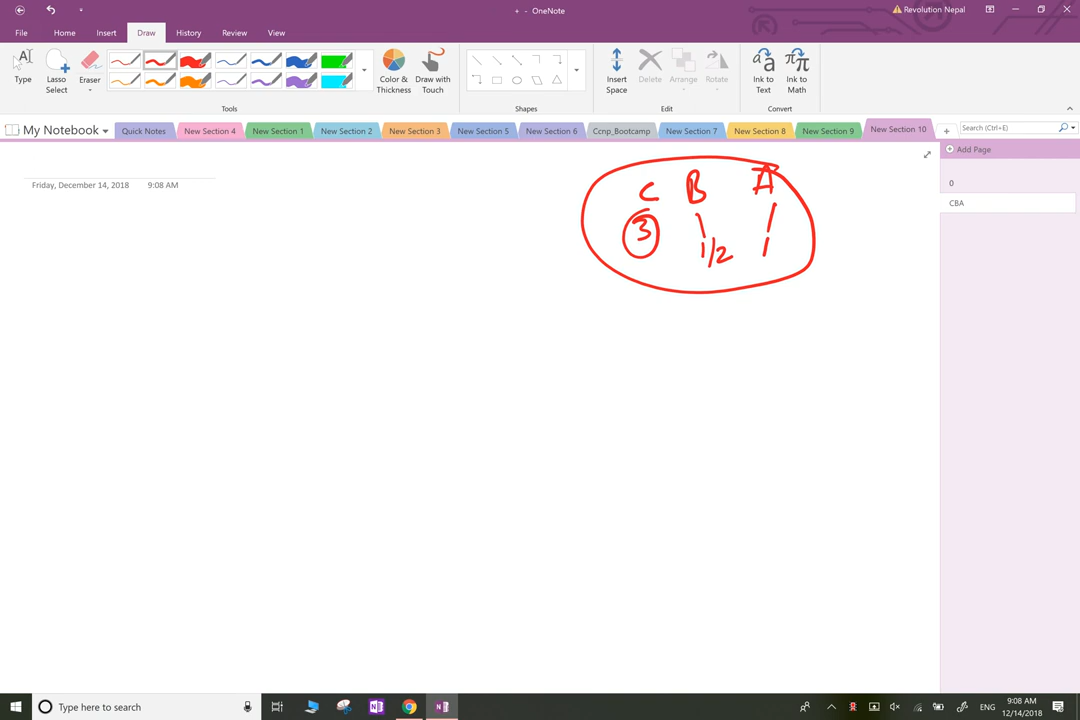 + - OneNote
Revolution Nepal
File Home Insert Draw History Review View
Type
Lasso Select
Eraser
Color & Thickness
Draw with Touch
Insert Space
Delete
Arrange
Rotate
Ink to Text
Ink to Math
Tools
Shapes
Edit
Convert
My Notebook
Quick Notes
New Section 4
New Section 1
New Section 2
New Section 3
New Section 5
New Section 6
Ccnp_Bootcamp
New Section 7
New Section 8
New Section 9
New Section 10
+
Search (Ctrl+E)
Add Page
0
CBA
Friday, December 14, 2018 9:08 AM
C B A
3
1/2 1
Type here to search
ENG
9:08 AM
12/14/2018